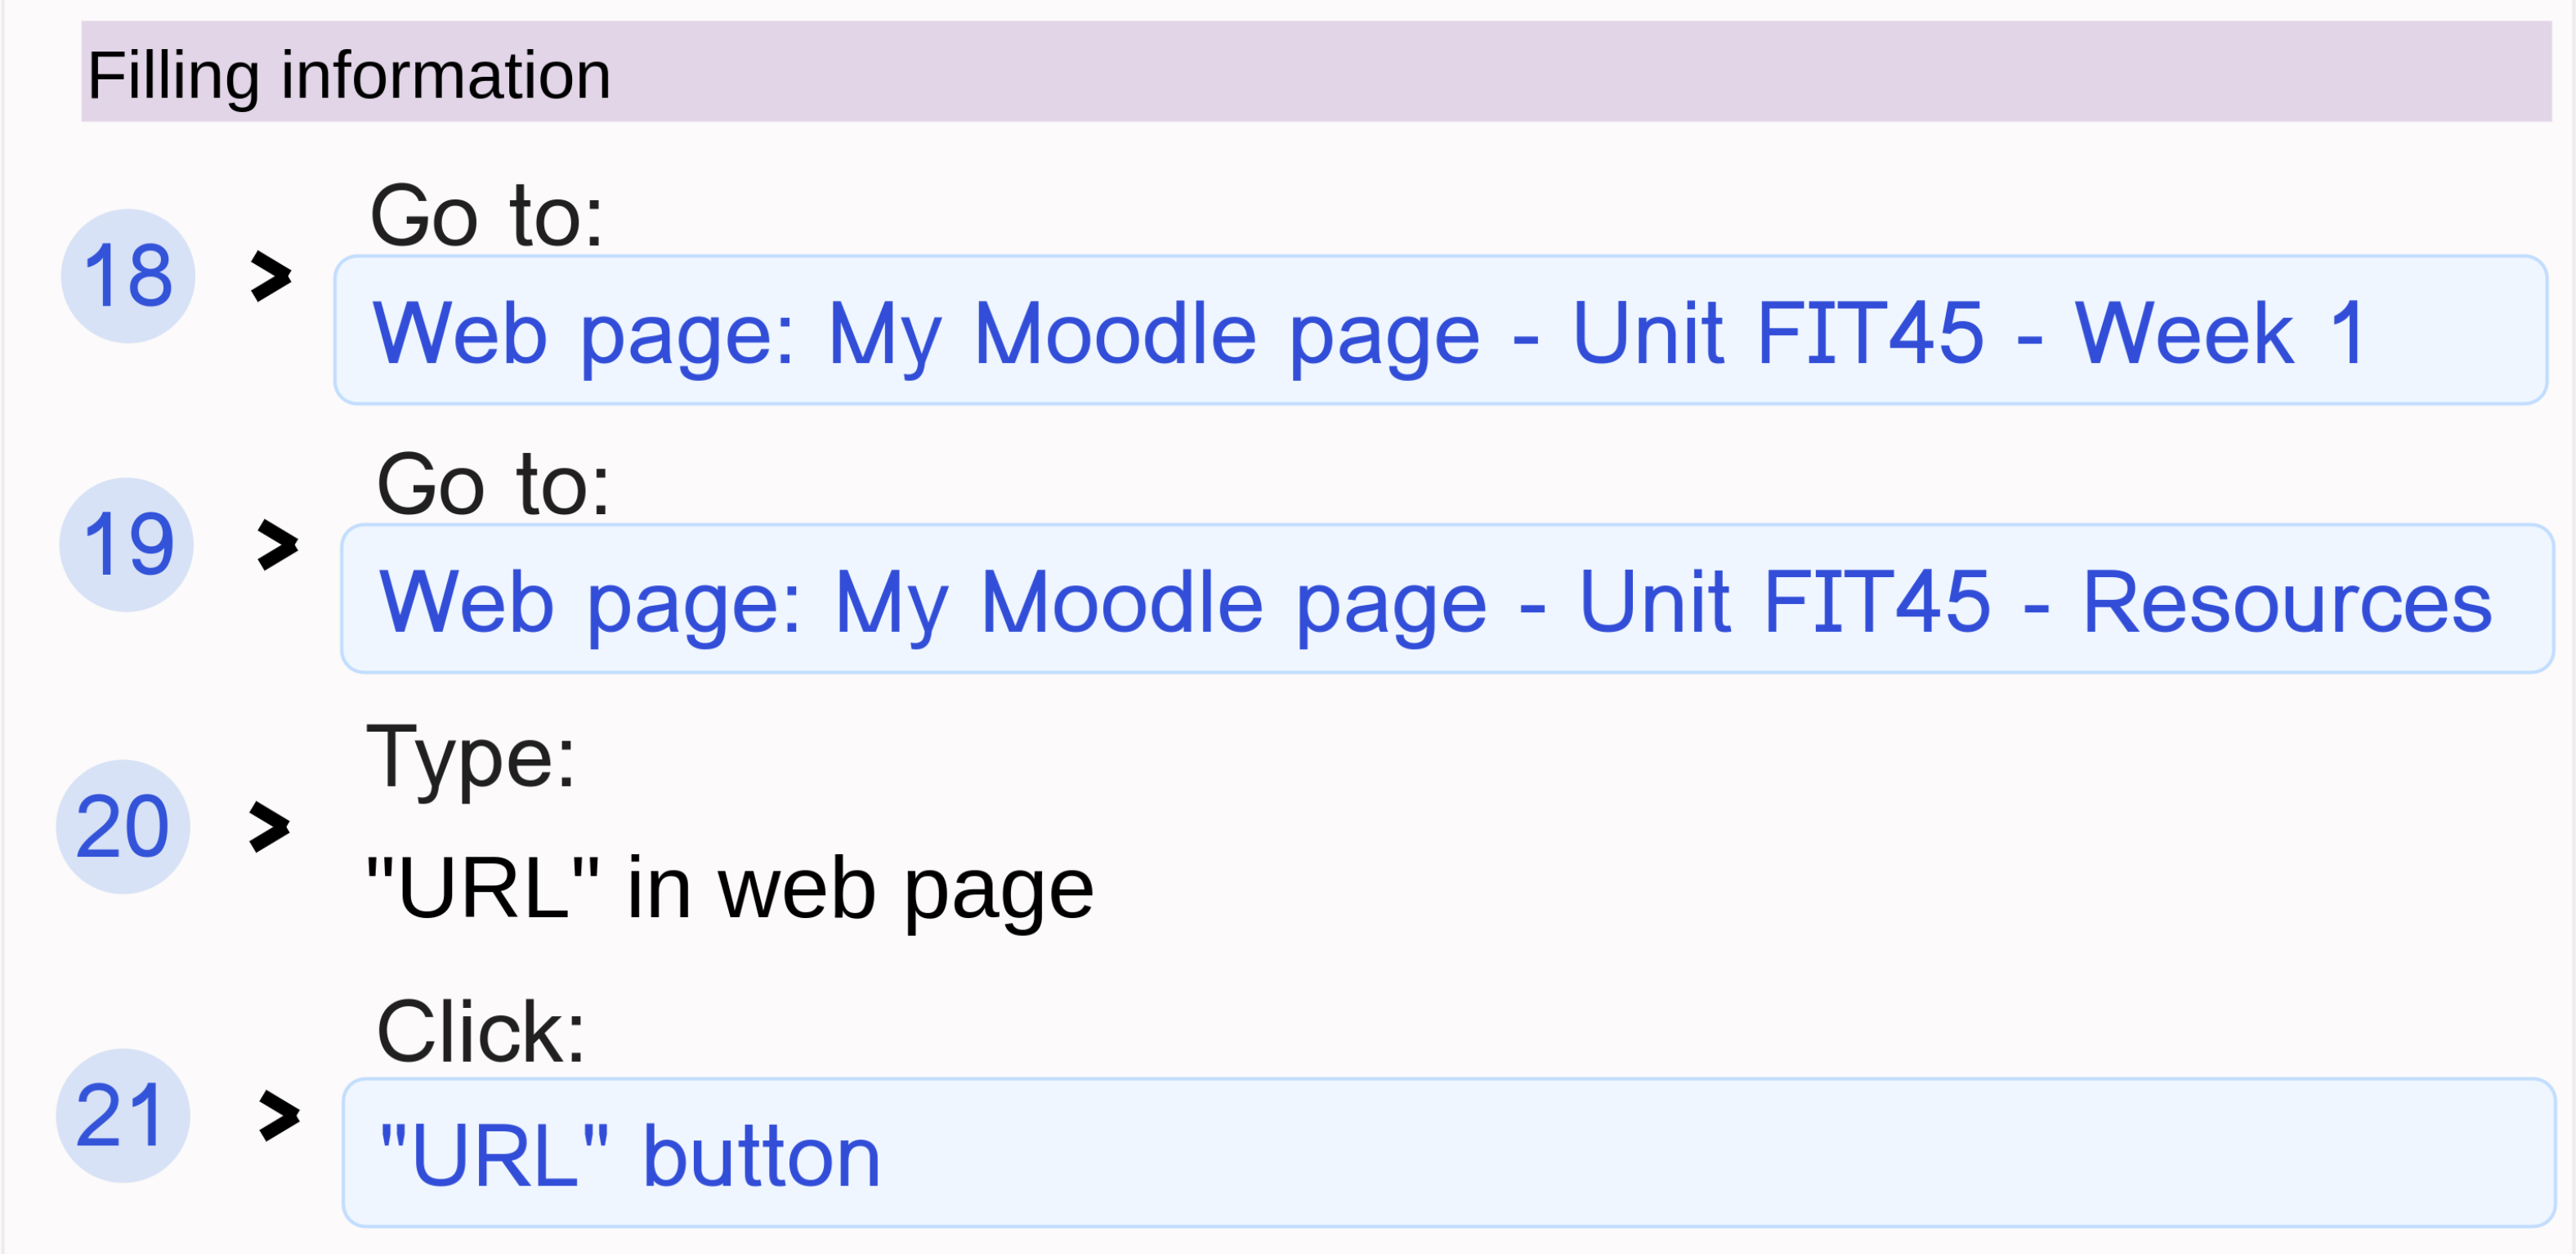 Filling information
18 > Go to:
Web page: My Moodle page - Unit FIT45 - Week 1
19 > Go to:
Web page: My Moodle page - Unit FIT45 - Resources
20 > Type:
"URL" in web page
21 > Click:
"URL" button